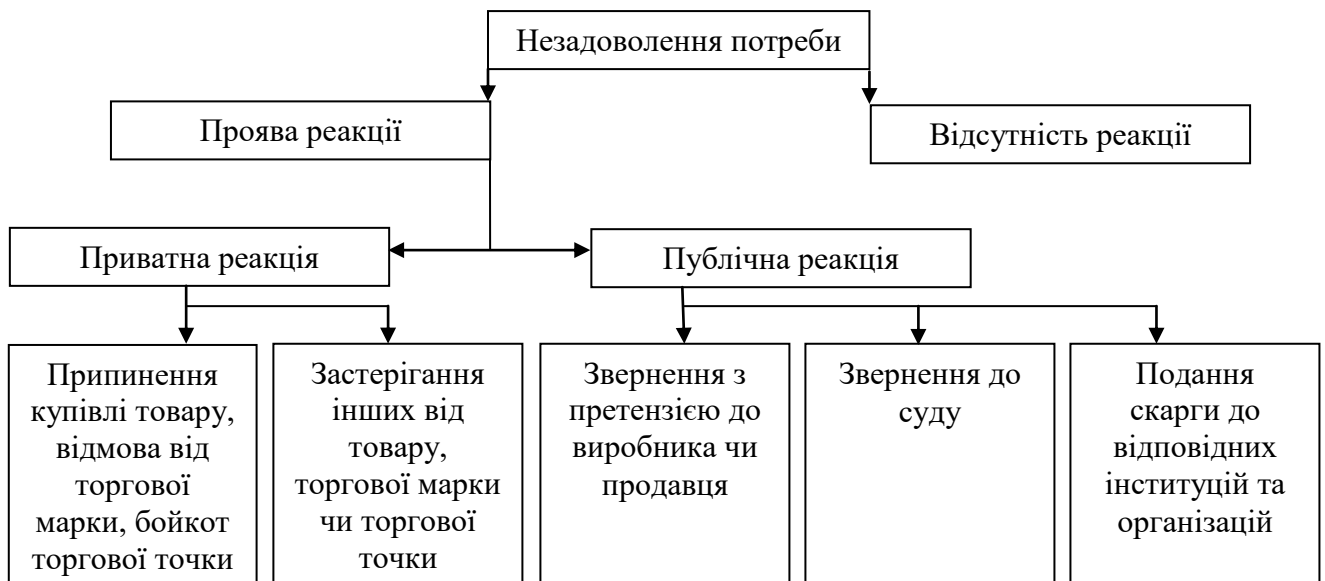 Незадоволення потреби
Проява реакції
Відсутність реакції
Приватна реакція
Публічна реакція
Припинення
купівлі товару,
відмова від
торгової
марки, бойкот
торгової точки
Застерігання
інших від
товару,
торгової марки
чи торгової
точки
Звернення з
претензією до
виробника чи
продавця
Звернення до
суду
Подання
скарги до
відповідних
інституцій та
організацій